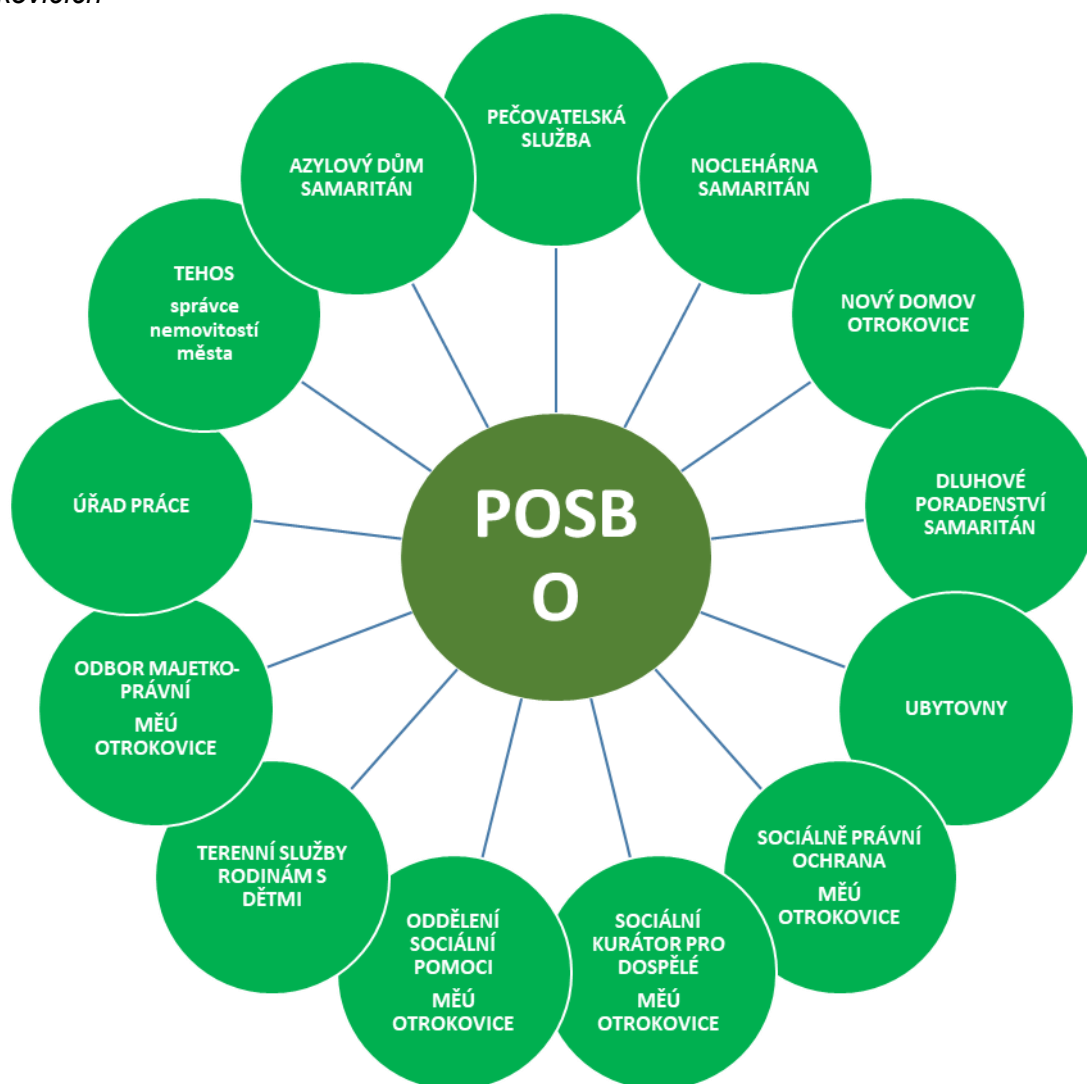 PEČOVATELSKÁ
SLUŽBA
NOCLEHÁRNA
SAMARITÁN
NOVÝ DOMOV
OTROKOVICE
DLUHOVÉ
PORADENSTVÍ
SAMARITÁN
UBYTOVNY
SOCIÁLNĚ PRÁVNÍ
OCHRANA
MĚÚ
OTROKOVICE
SOCIÁLNÍ
KURÁTOR PRO
DOSPĚLÉ
MĚÚ
OTROKOVICE
ODDĚLENÍ
SOCIÁLNÍ
POMOCI
MĚÚ
OTROKOVICE
TERENNÍ SLUŽBY
RODINÁM S
DĚTMI
ODBOR MAJETKO-
PRÁVNÍ
MĚÚ
OTROKOVICE
ÚŘAD PRÁCE
TEHOS
správce
nemovitostí
města
AZYLOVÝ DŮM
SAMARITÁN
POSB
O